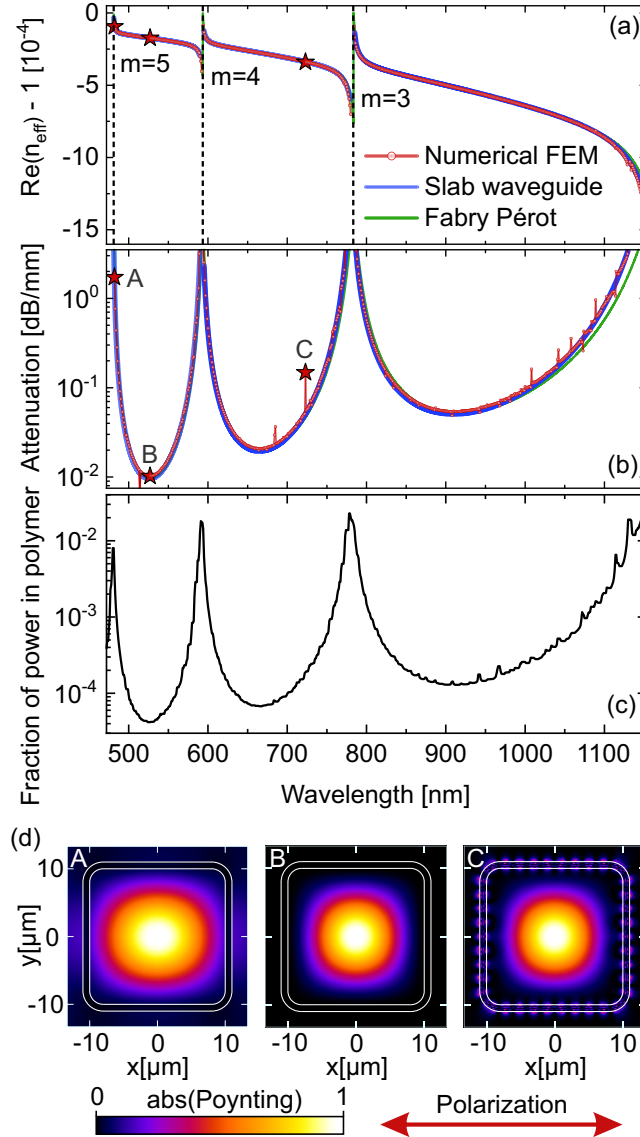 (a)
Re(n_eff) - 1 [10^-4]
0
-5
-10
-15
m=5
m=4
m=3
Numerical FEM
Slab waveguide
Fabry Pérot
(b)
Attenuation [dB/mm]
10^0
10^-1
10^-2
A
B
C
(c)
Fraction of power in polymer
10^-2
10^-3
10^-4
500 600 700 800 900 1000 1100
Wavelength [nm]
(d)
A B C
y[µm]
10
0
-10
-10 0 10 -10 0 10 -10 0 10
x[µm] x[µm] x[µm]
0 abs(Poynting) 1
Polarization